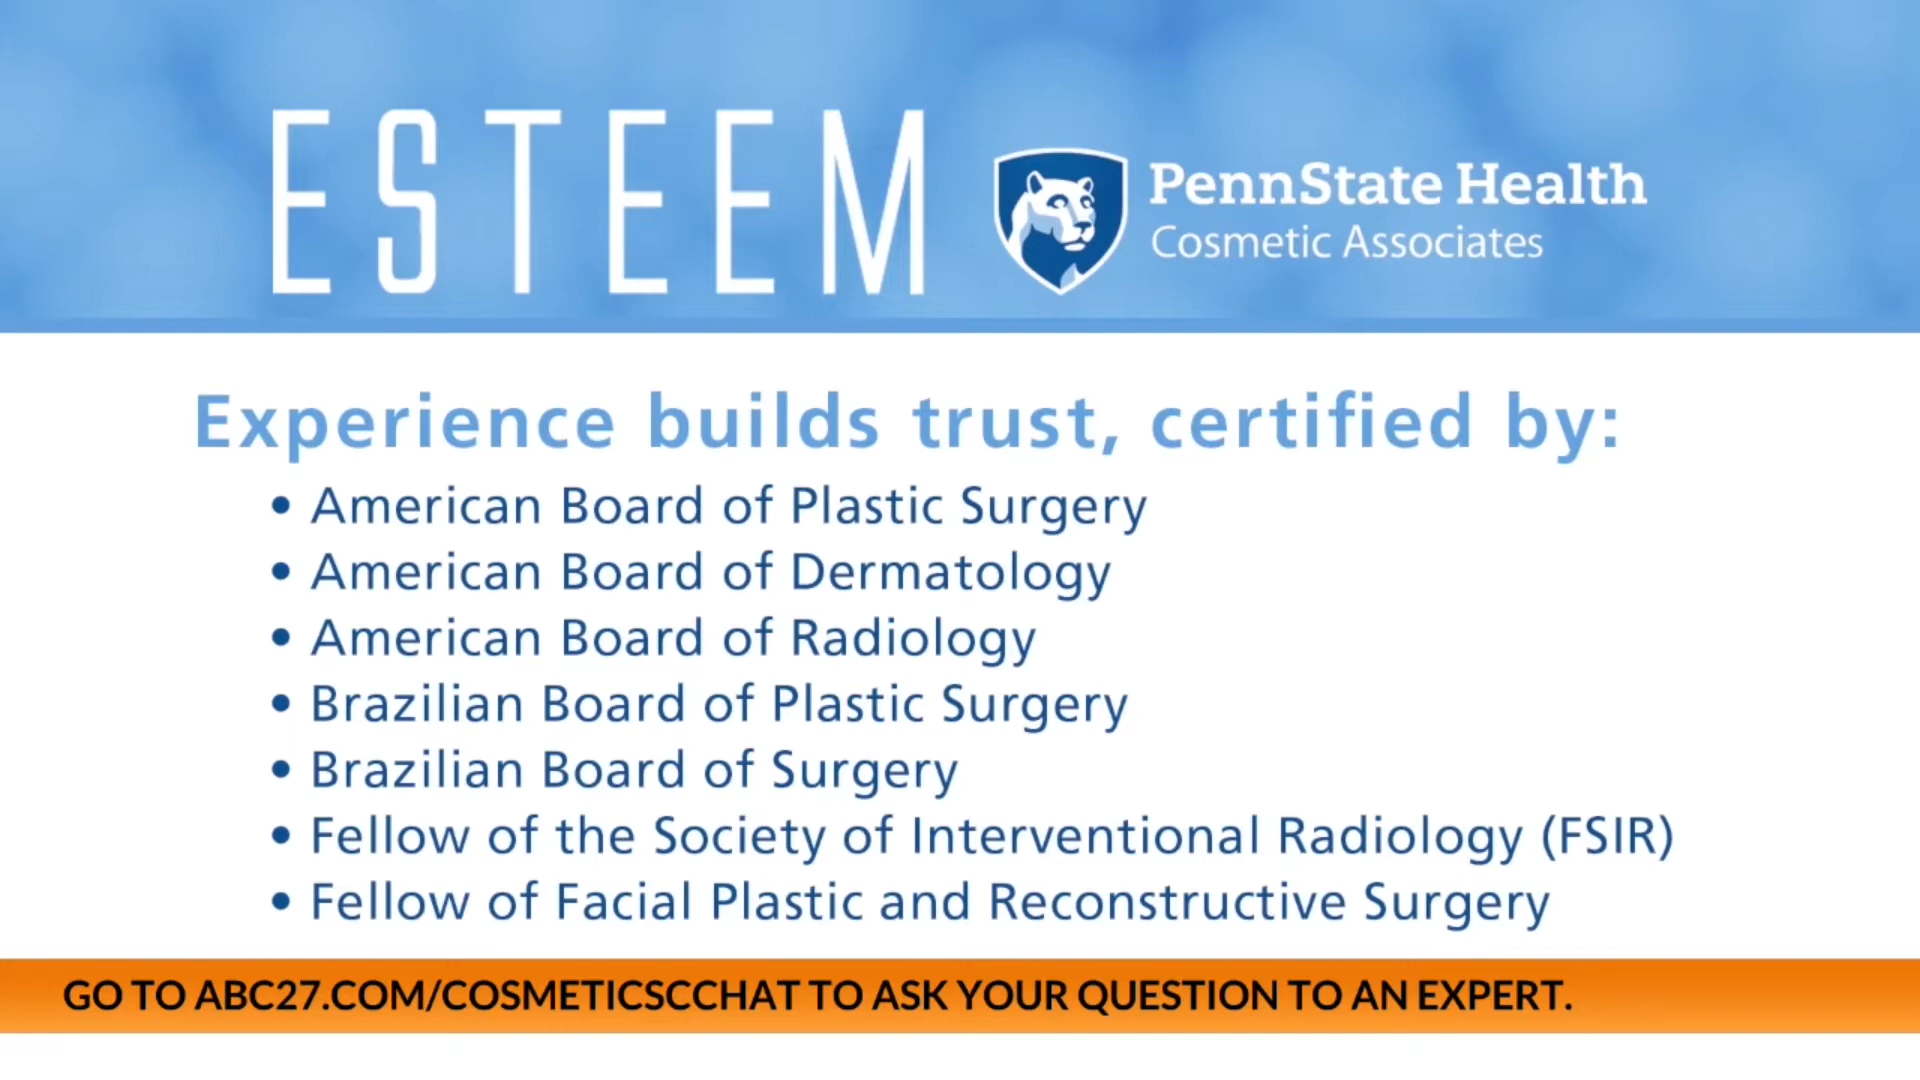 ESTEEM
PennState Health
Cosmetic Associates
Experience builds trust, certified by:
• American Board of Plastic Surgery
• American Board of Dermatology
• American Board of Radiology
• Brazilian Board of Plastic Surgery
• Brazilian Board of Surgery
• Fellow of the Society of Interventional Radiology (FSIR)
• Fellow of Facial Plastic and Reconstructive Surgery
GO TO ABC27.COM/COSMETICSCCHAT TO ASK YOUR QUESTION TO AN EXPERT.